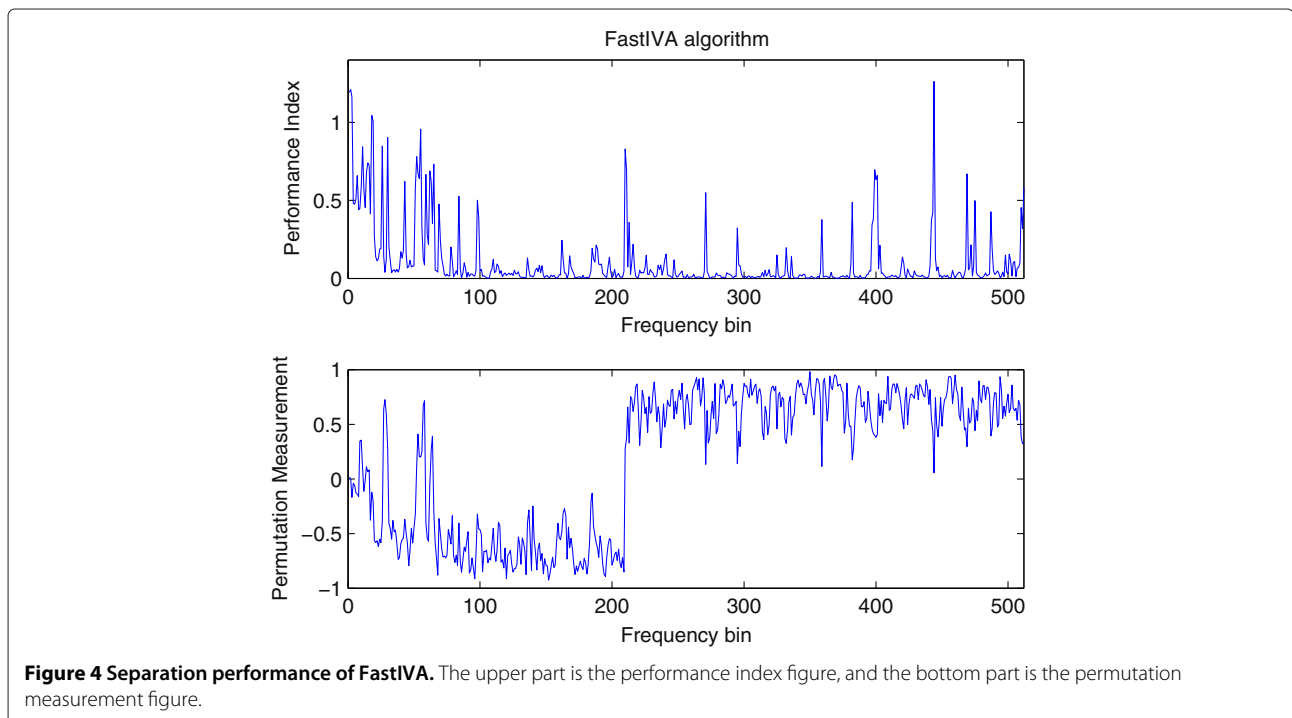 FastIVA algorithm
Performance Index
1
0.5
0
0 100 200 300 400 500
Frequency bin
Permutation Measurement
1
0.5
0
−0.5
−1
0 100 200 300 400 500
Frequency bin
Figure 4 Separation performance of FastIVA. The upper part is the performance index figure, and the bottom part is the permutation
measurement figure.